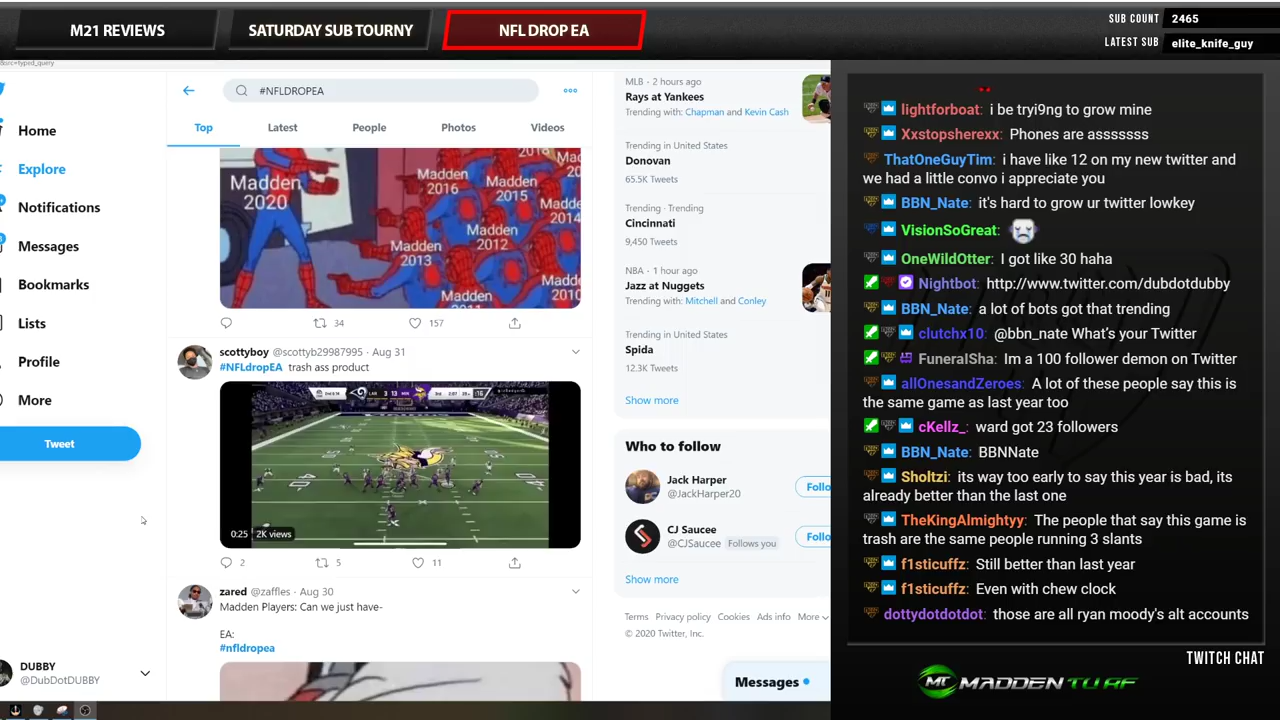 M21 REVIEWS
SATURDAY SUB TOURNY
NFL DROP EA
SUB COUNT 2465
LATEST SUB elite_knife_guy
#NFLDROPEA
Top Latest People Photos Videos
Home
Explore
Notifications
Messages
Bookmarks
Lists
Profile
More
Tweet
DUBBY
@DubDotDUBBY
Madden
2020
Madden
2016
Madden
2015
Madden
2014
Madden
2013
Madden
2012
Madden
2011
Madden
2010
34 157
scottyboy @scottyb29987995 · Aug 31
#NFLdropEA trash ass product
0:25 2K views
2 5 11
zared @zaffles · Aug 30
Madden Players: Can we just have-
EA:
#nfldropea
MLB · 2 hours ago
Rays at Yankees
Trending with: Chapman and Kevin Cash
Trending in United States
Donovan
65.5K Tweets
Trending · Trending
Cincinnati
9,450 Tweets
NBA · 1 hour ago
Jazz at Nuggets
Trending with: Mitchell and Conley
Trending in United States
Spida
12.3K Tweets
Show more
Who to follow
Jack Harper
@JackHarper20
Follo
CJ Saucee
@CJSaucee Follows you
Follo
Show more
Terms Privacy policy Cookies Ads info More
© 2020 Twitter, Inc.
Messages
lightforboat: i be tryi9ng to grow mine
Xxstopsherexx: Phones are asssssss
ThatOneGuyTim: i have like 12 on my new twitter and
we had a little convo i appreciate you
BBN_Nate: it's hard to grow ur twitter lowkey
VisionSoGreat:
OneWildOtter: I got like 30 haha
Nightbot: http://www.twitter.com/dubdotdubby
BBN_Nate: a lot of bots got that trending
clutchx10: @bbn_nate What's your Twitter
FuneralSha: Im a 100 follower demon on Twitter
allOnesandZeroes: A lot of these people say this is
the same game as last year too
cKellz_: ward got 23 followers
BBN_Nate: BBNNate
Sholtzi: its way too early to say this year is bad, its
already better than the last one
TheKingAlmightyy: The people that say this game is
trash are the same people running 3 slants
f1sticuffz: Still better than last year
f1sticuffz: Even with chew clock
dottydotdotdot: those are all ryan moody's alt accounts
TWITCH CHAT
MADDEN TURF